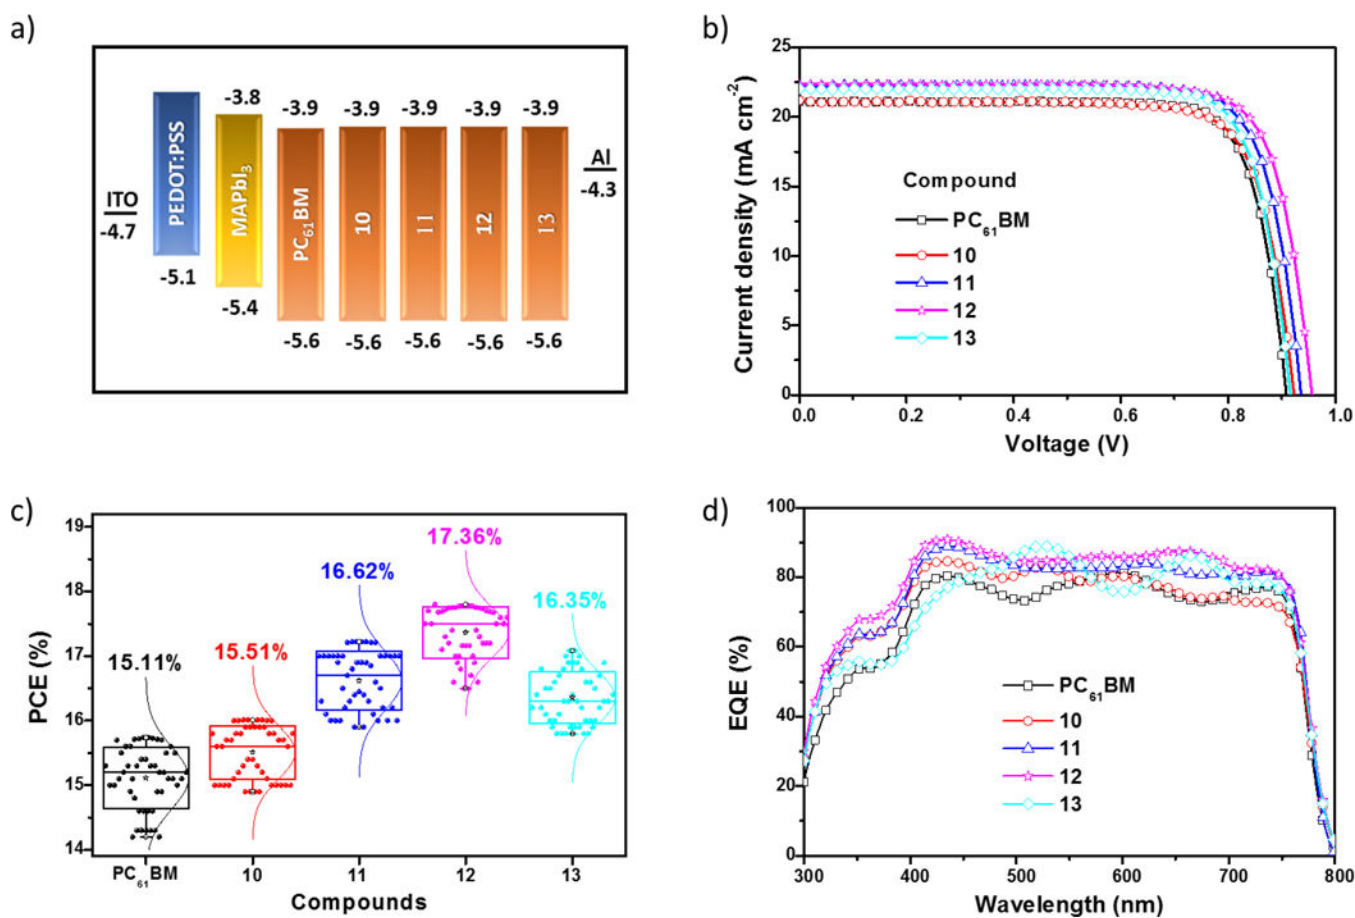 a)
-3.8 -3.9 -3.9 -3.9 -3.9 -3.9
PEDOT:PSS
MAPbI₃
PC₆₁BM
10
11
12
13
ITO
-4.7
Al
-4.3
-5.1
-5.4
-5.6 -5.6 -5.6 -5.6 -5.6
b)
Current density (mA cm⁻²)
25
20
15
10
5
0
Compound
PC₆₁BM
10
11
12
13
0.0 0.2 0.4 0.6 0.8 1.0
Voltage (V)
c)
PCE (%)
19
18
17
16
15
14
15.11%
15.51%
16.62%
17.36%
16.35%
PC₆₁BM 10 11 12 13
Compounds
d)
EQE (%)
100
80
60
40
20
0
PC₆₁BM
10
11
12
13
300 400 500 600 700 800
Wavelength (nm)